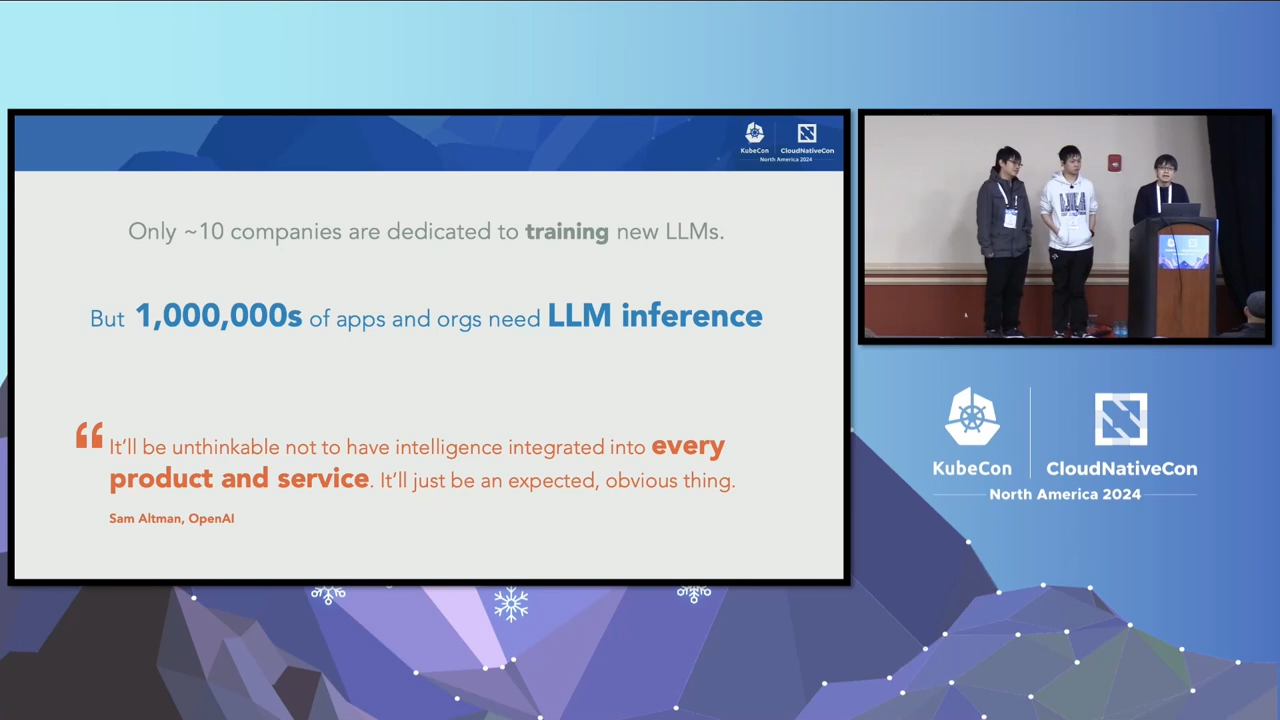 KubeCon
CloudNativeCon
North America 2024
Only ~10 companies are dedicated to training new LLMs.
But 1,000,000s of apps and orgs need LLM inference
“It’ll be unthinkable not to have intelligence integrated into every
product and service. It’ll just be an expected, obvious thing.
Sam Altman, OpenAI
KubeCon
CloudNativeCon
North America 2024